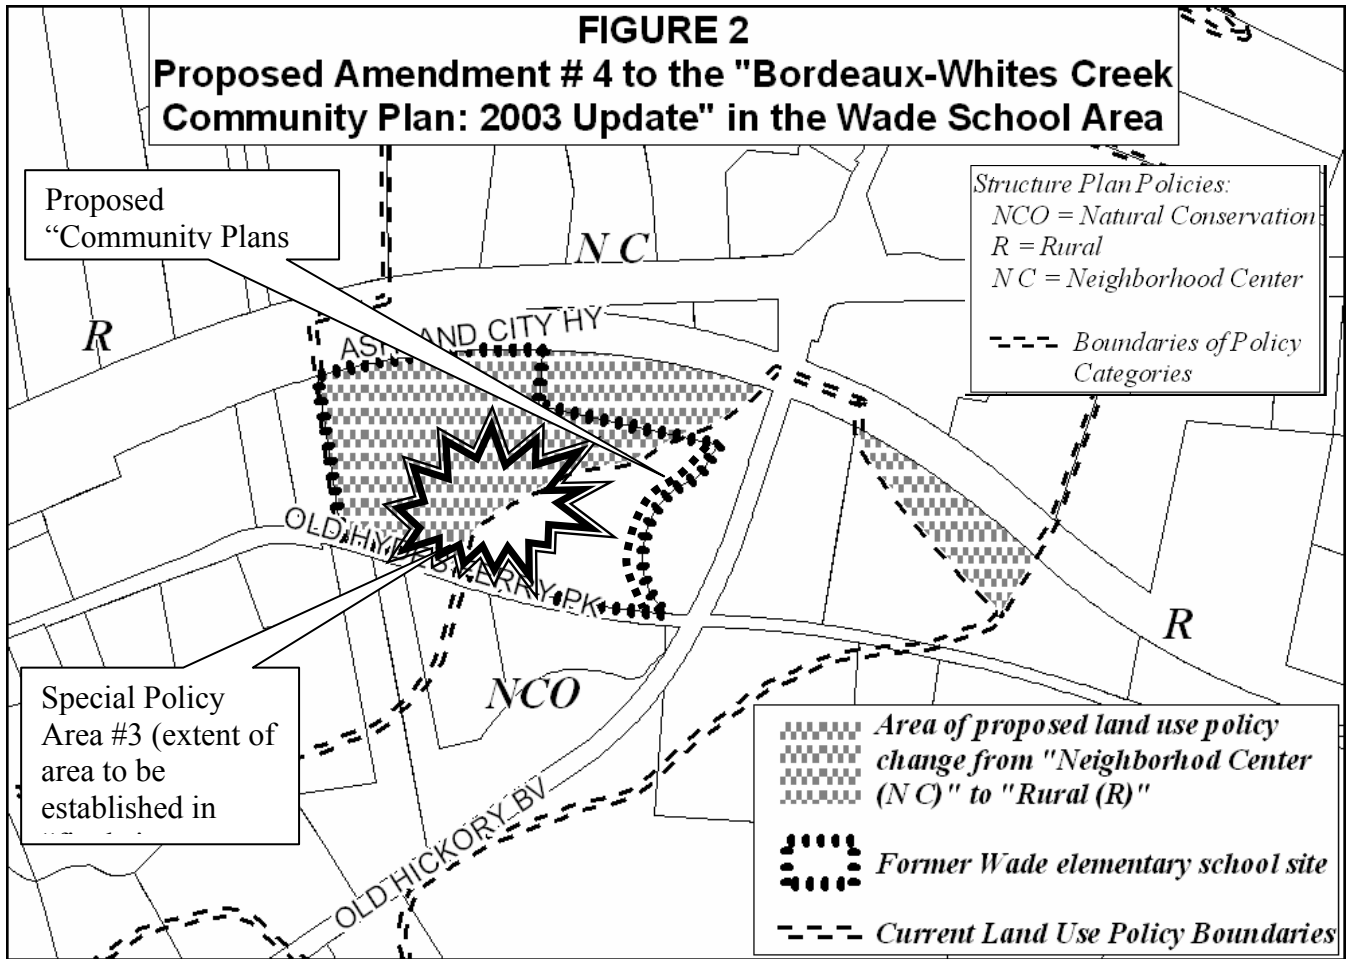 FIGURE 2
Proposed Amendment # 4 to the "Bordeaux-Whites Creek
Community Plan: 2003 Update" in the Wade School Area
Proposed
“Community Plans
Structure Plan Policies:
NCO = Natural Conservation
R = Rural
N C = Neighborhood Center
Boundaries of Policy
Categories
N C
R
ASHLAND CITY HY
OLD HYDES FERRY PK
R
NCO
Special Policy
Area #3 (extent of
area to be
established in
OLD HICKORY BV
Area of proposed land use policy
change from "Neighborhod Center
(N C)" to "Rural (R)"
Former Wade elementary school site
Current Land Use Policy Boundaries